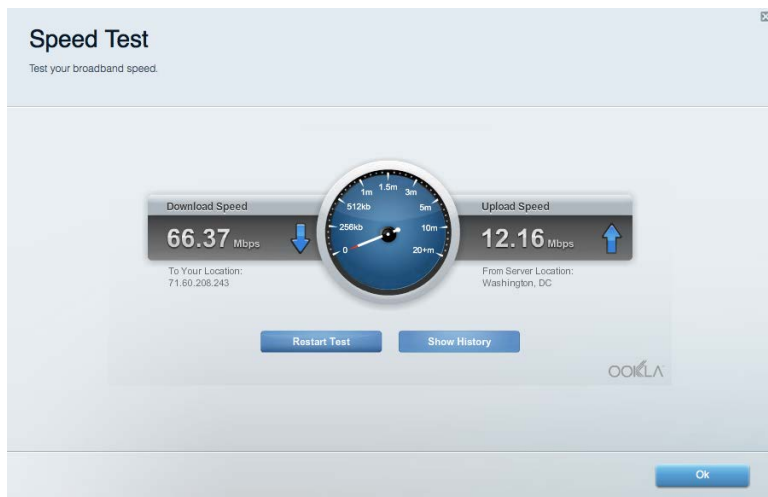 Speed Test
Test your broadband speed.
Download Speed
66.37 Mbps
To Your Location:
71.60.208.243
0
256kb
512kb
1m
1.5m
3m
5m
10m
20+m
Upload Speed
12.16 Mbps
From Server Location:
Washington, DC
Restart Test
Show History
OOKLA
Ok